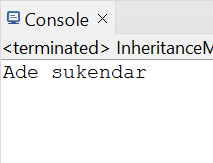 Console
<terminated> InheritanceM
Ade sukendar